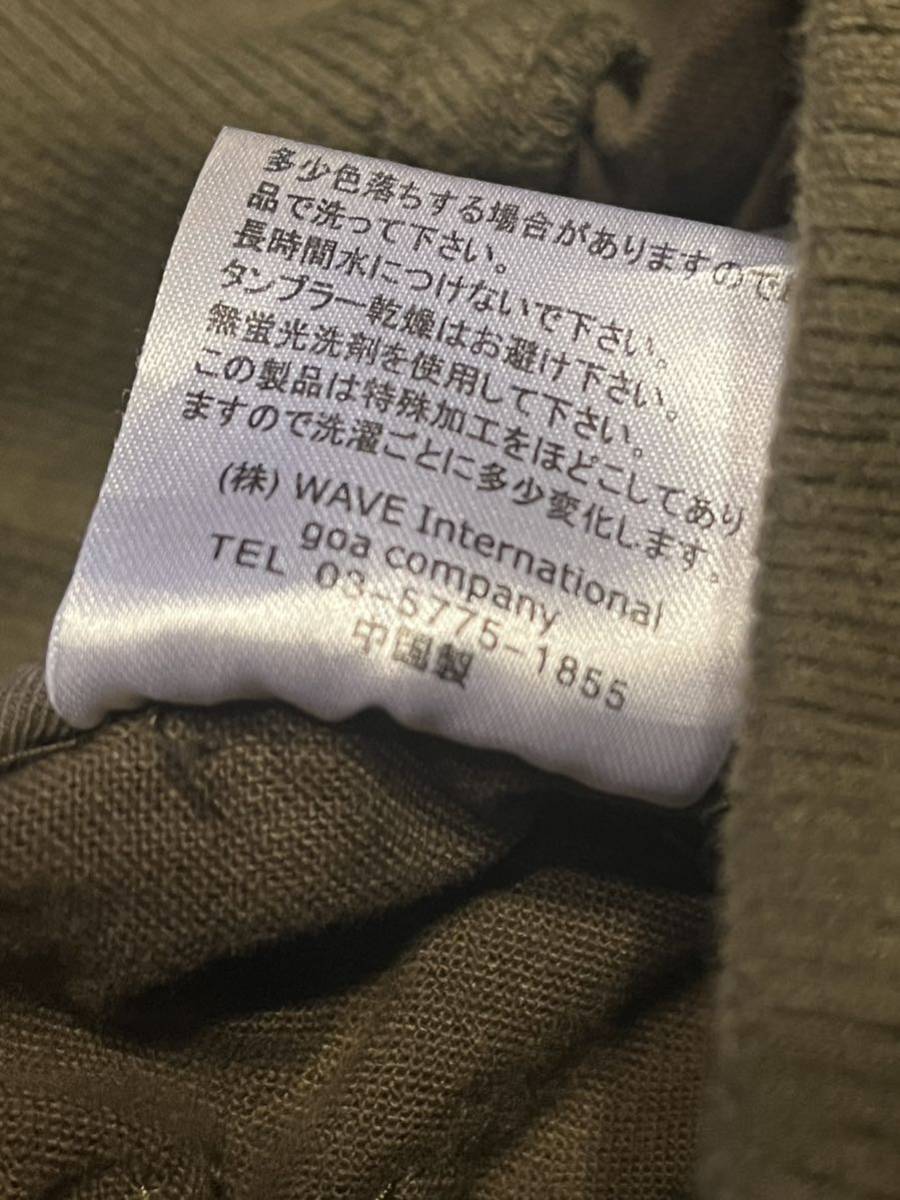 多少色落ちする場合がありますので
品で洗って下さい。
長時間水につけないで下さい。
タンブラー乾燥はお避け下さい。
無蛍光洗剤を使用して下さい。
この製品は特殊加工をほどこしてあり
ますので洗濯ごとに多少変化します。
(株) WAVE International
goa company
TEL 03-5775-1855
中国製